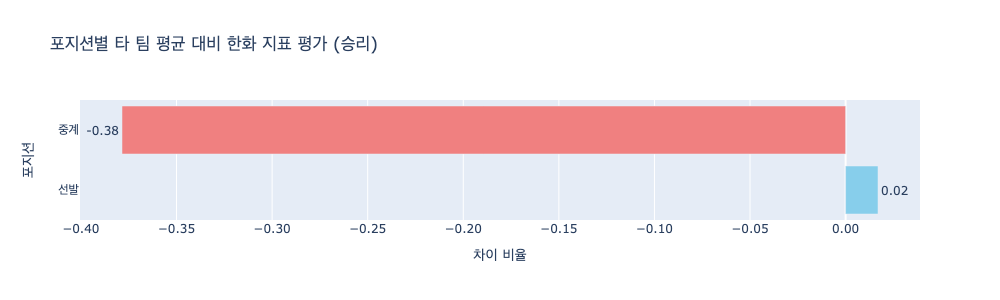 포지션별 타 팀 평균 대비 한화 지표 평가 (승리)
포지션
중계 -0.38
선발 0.02
−0.40 −0.35 −0.30 −0.25 −0.20 −0.15 −0.10 −0.05 0.00
차이 비율